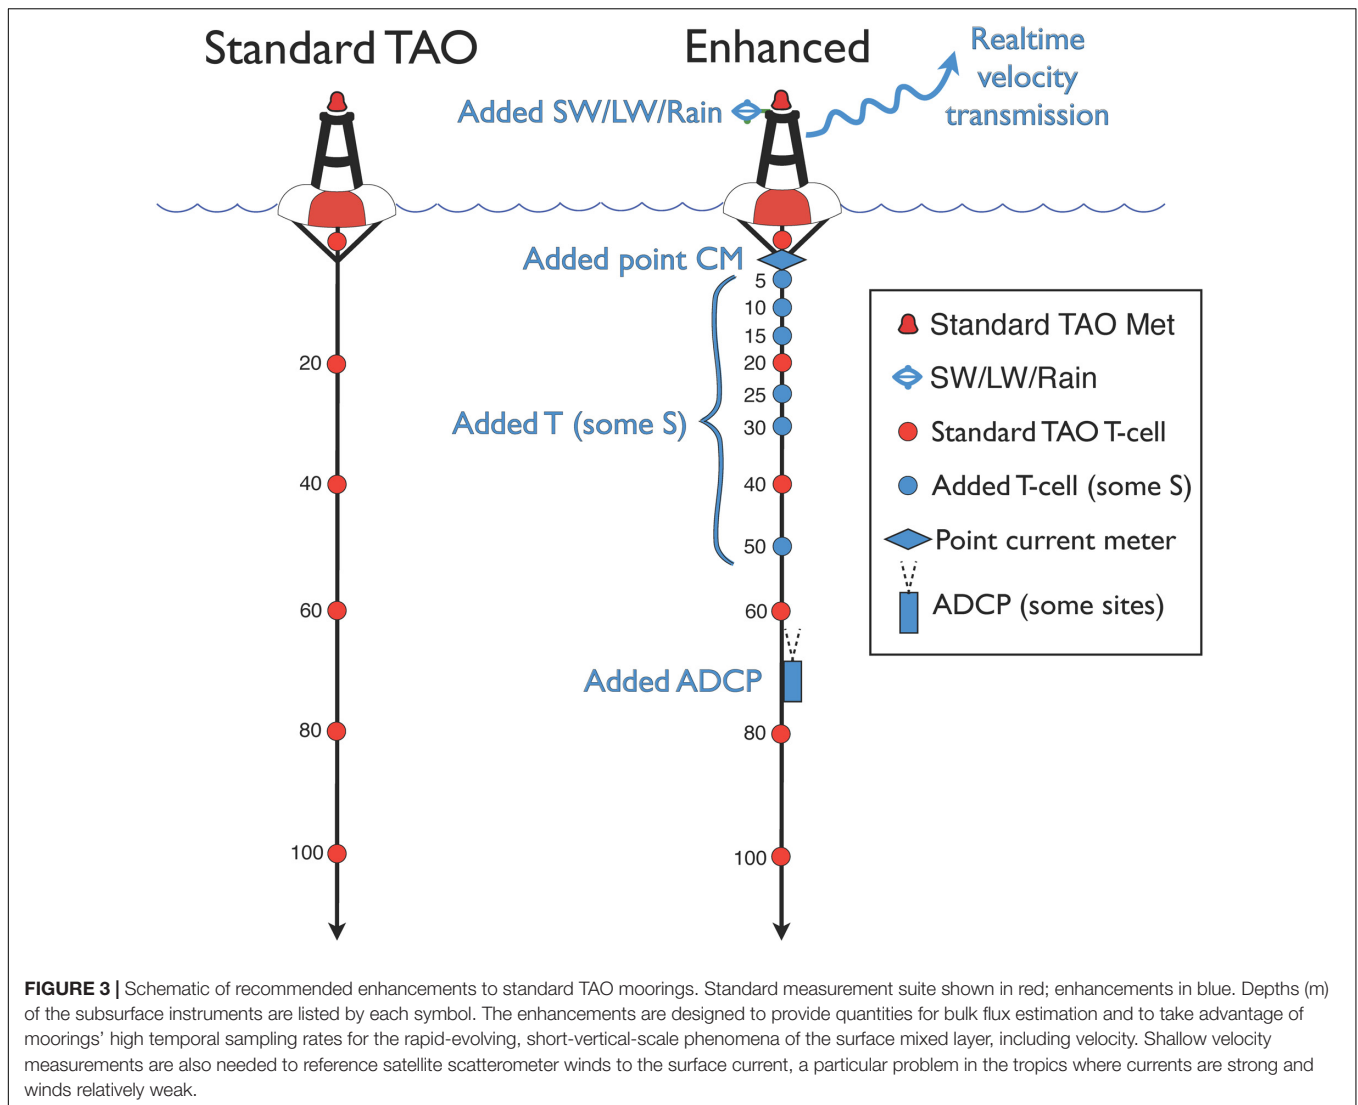 Standard TAO
Enhanced
Realtime
velocity
transmission
Added SW/LW/Rain
Added point CM
5
10
15
20
25
30
40
50
60
80
100
Added T (some S)
Added ADCP
20
40
60
80
100
Standard TAO Met
SW/LW/Rain
Standard TAO T-cell
Added T-cell (some S)
Point current meter
ADCP (some sites)
FIGURE 3 | Schematic of recommended enhancements to standard TAO moorings. Standard measurement suite shown in red; enhancements in blue. Depths (m)
of the subsurface instruments are listed by each symbol. The enhancements are designed to provide quantities for bulk flux estimation and to take advantage of
moorings' high temporal sampling rates for the rapid-evolving, short-vertical-scale phenomena of the surface mixed layer, including velocity. Shallow velocity
measurements are also needed to reference satellite scatterometer winds to the surface current, a particular problem in the tropics where currents are strong and
winds relatively weak.